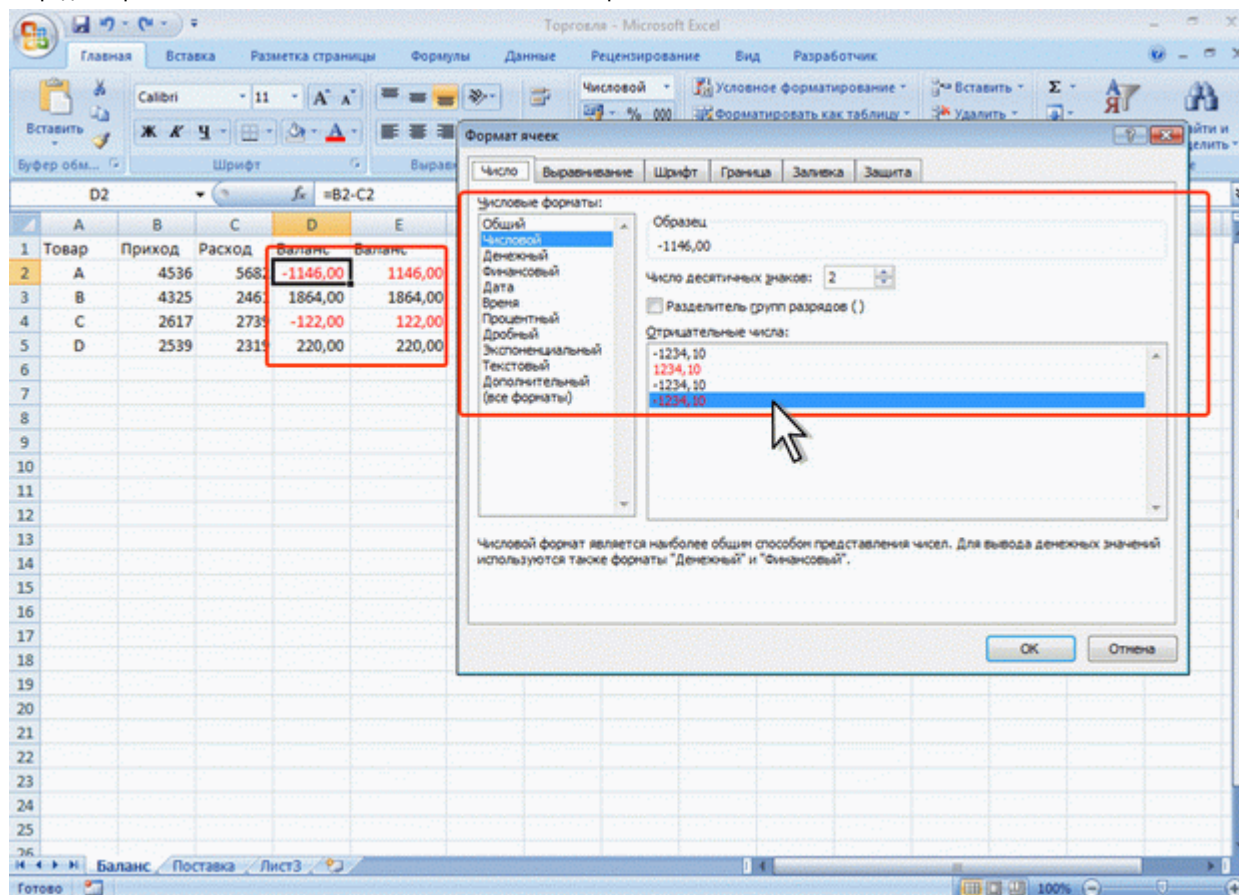 Торговля - Microsoft Excel
Главная Вставка Разметка страницы Формулы Данные Рецензирование Вид Разработчик
Calibri 11 Числовой Условное форматирование Вставить Σ
Вставить Ж К Ч % 000 Форматировать как таблицу Удалить
Буфер обм... Шрифт
D2 fx =B2-C2
A B C D E
1 Товар Приход Расход Баланс Баланс
2 A 4536 5682 -1146,00 1146,00
3 B 4325 2461 1864,00 1864,00
4 C 2617 2739 -122,00 122,00
5 D 2539 2319 220,00 220,00
6
7
8
9
10
11
12
13
14
15
16
17
18
19
20
21
22
23
24
25
26
Формат ячеек
Число Выравнивание Шрифт Граница Заливка Защита
Числовые форматы:
Общий
Числовой
Денежный
Финансовый
Дата
Время
Процентный
Дробный
Экспоненциальный
Текстовый
Дополнительный
(все форматы)
Образец
-1146,00
Число десятичных знаков: 2
Разделитель групп разрядов ( )
Отрицательные числа:
-1234,10
1234,10
-1234,10
-1234,10
Числовой формат является наиболее общим способом представления чисел. Для вывода денежных значений
используются также форматы "Денежный" и "Финансовый".
OK Отмена
Баланс Поставка Лист3
Готово 100%